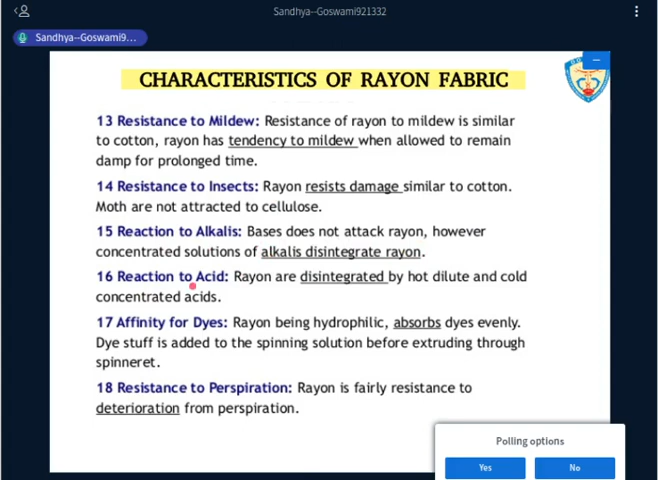 Sandhya--Goswami921332
Sandhya--Goswami9...
CHARACTERISTICS OF RAYON FABRIC
13 Resistance to Mildew: Resistance of rayon to mildew is similar
to cotton, rayon has tendency to mildew when allowed to remain
damp for prolonged time.
14 Resistance to Insects: Rayon resists damage similar to cotton.
Moth are not attracted to cellulose.
15 Reaction to Alkalis: Bases does not attack rayon, however
concentrated solutions of alkalis disintegrate rayon.
16 Reaction to Acid: Rayon are disintegrated by hot dilute and cold
concentrated acids.
17 Affinity for Dyes: Rayon being hydrophilic, absorbs dyes evenly.
Dye stuff is added to the spinning solution before extruding through
spinneret.
18 Resistance to Perspiration: Rayon is fairly resistance to
deterioration from perspiration.
Polling options
Yes No